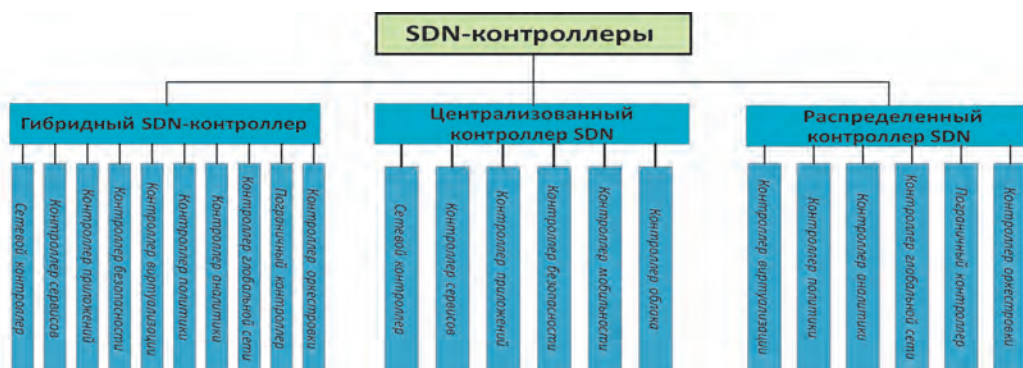 SDN-контроллеры
Гибридный SDN-контроллер
Сетевой контроллер
Контроллер сервисов
Контроллер приложений
Контроллер безопасности
Контроллер виртуализации
Контроллер политики
Контроллер аналитики
Контроллер глобальной сети
Пограничный контроллер
Контроллер оркестровки
Централизованный
контроллер SDN
Сетевой контроллер
Контроллер сервисов
Контроллер приложений
Контроллер безопасности
Контроллер мобильности
Контроллер облака
Распределенный
контроллер SDN
Контроллер виртуализации
Контроллер политики
Контроллер аналитики
Контроллер глобальной сети
Пограничный контроллер
Контроллер оркестровки